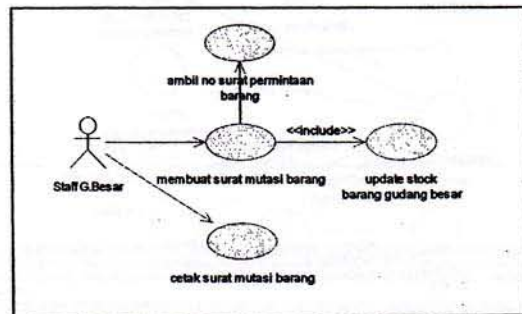 ambil no surat permintaan
barang
<<include>>
Staff G.Besar
membuat surat mutasi barang
update stock
barang gudang besar
cetak surat mutasi barang